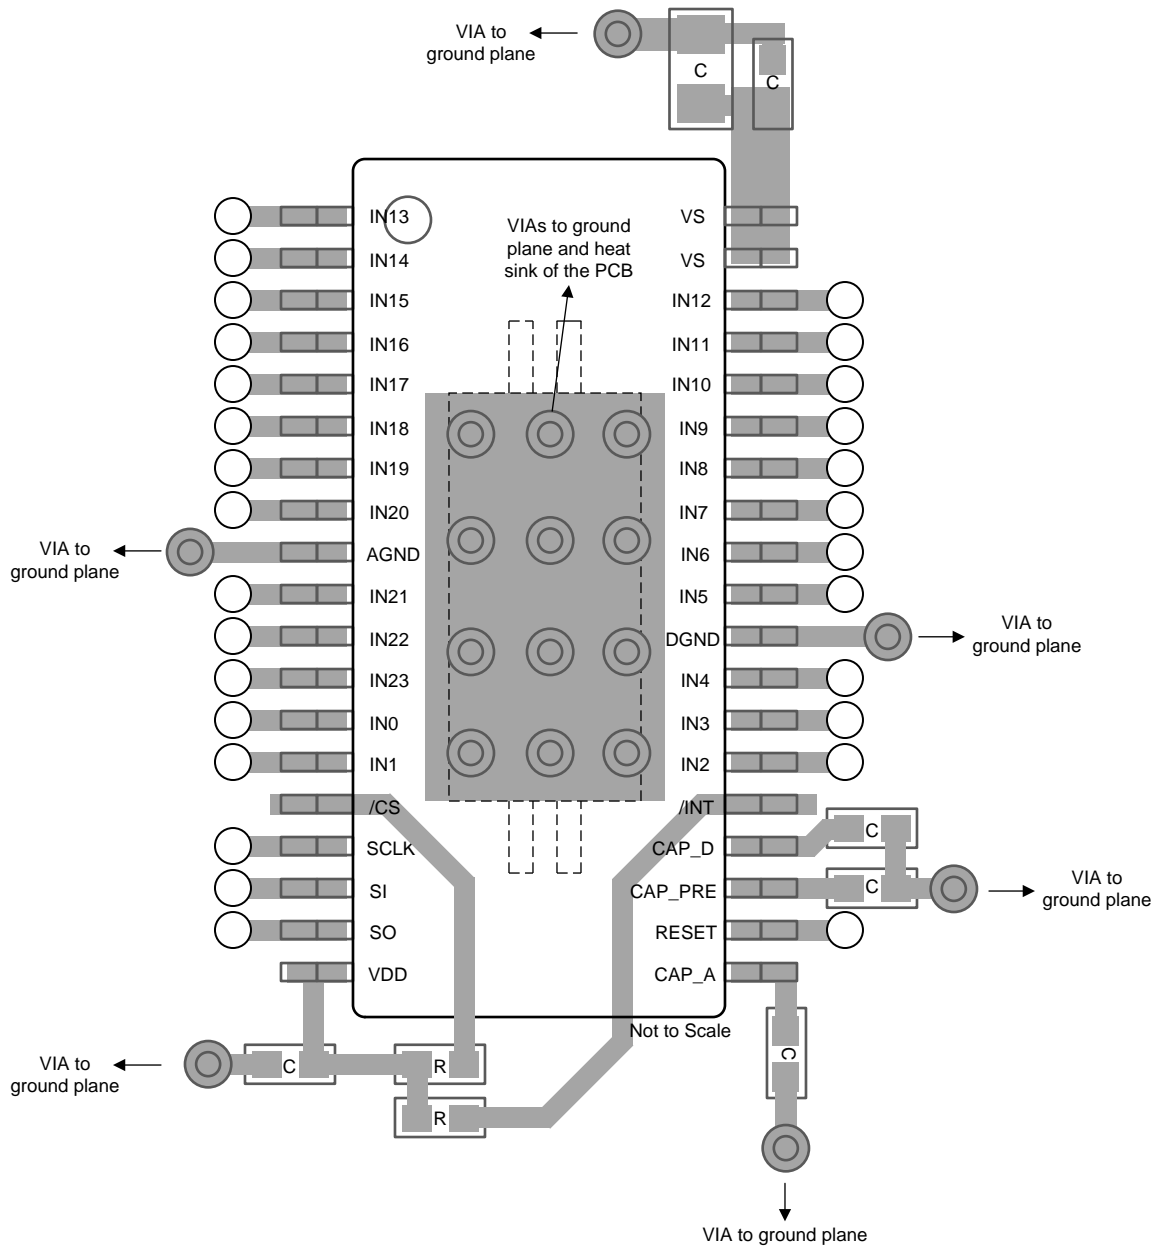 VIA to
ground plane
C
C
IN13
VS
VIAs to ground
plane and heat
sink of the PCB
IN14
VS
IN15
IN12
IN16
IN11
IN17
IN10
IN18
IN9
IN19
IN8
IN20
IN7
VIA to
ground plane
AGND
IN6
IN21
IN5
IN22
DGND
VIA to
ground plane
IN23
IN4
IN0
IN3
IN1
IN2
/CS
/INT
SCLK
CAP_D
C
SI
CAP_PRE
C
VIA to
ground plane
SO
RESET
VDD
CAP_A
Not to Scale
VIA to
ground plane
C
R
C
R
VIA to ground plane